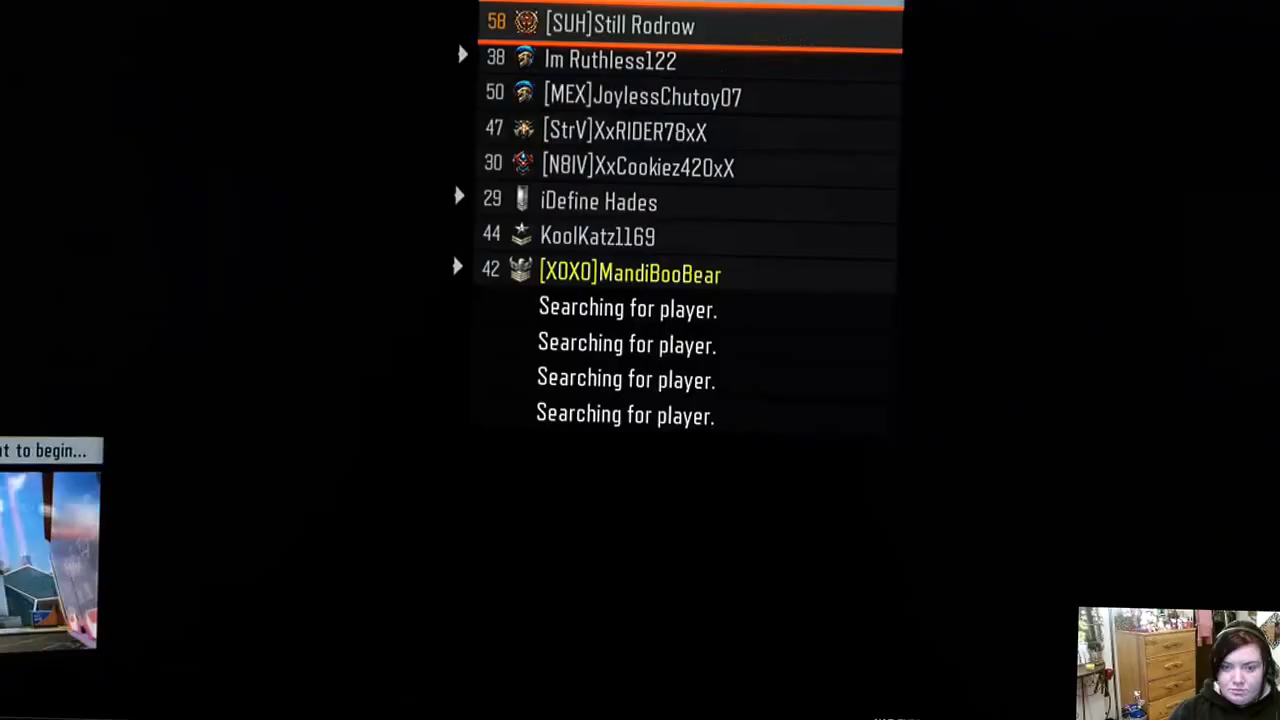 58 [SUH]Still Rodrow
38 Im Ruthless122
50 [MEX]JoylessChutoy07
47 [StrV]XxRIDER78xX
30 [N8IV]XxCookiez420xX
29 iDefine Hades
44 KoolKatz1169
42 [XOXO]MandiBooBear
Searching for player.
Searching for player.
Searching for player.
Searching for player.
to begin...